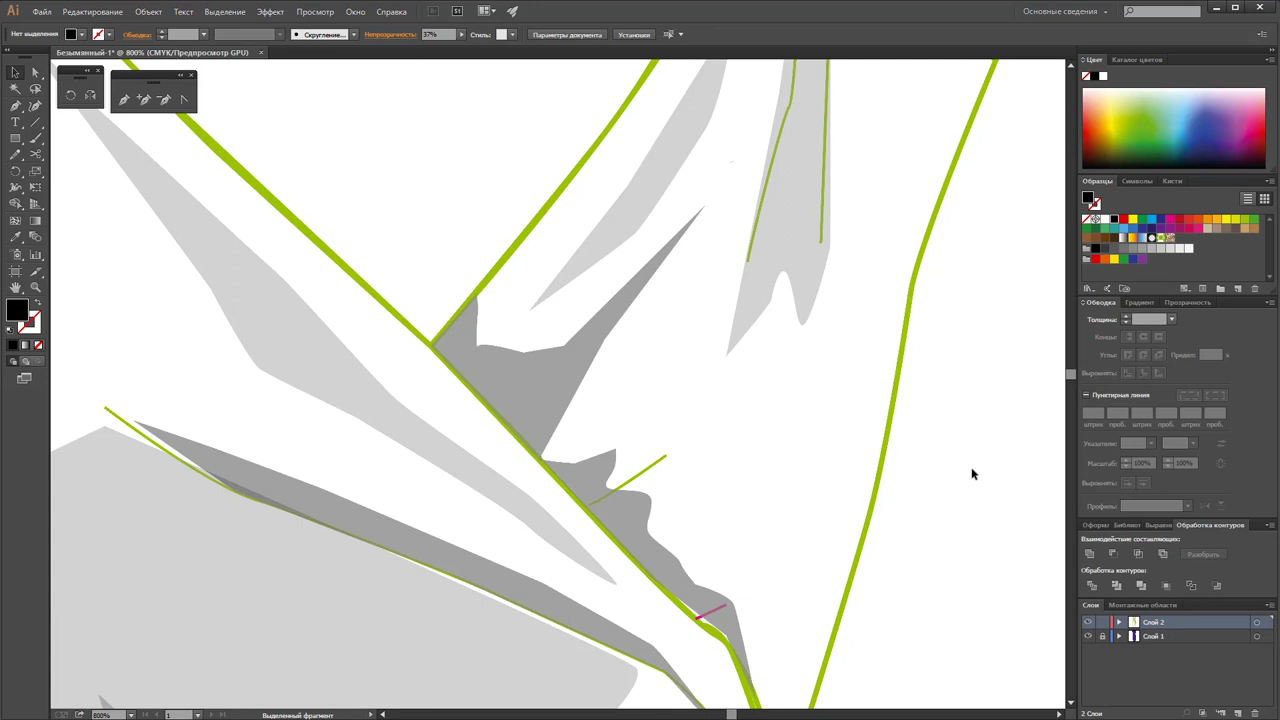 Ai Файл Редактирование Объект Текст Выделение Эффект Просмотр Окно Справка Br St Основные сведения
Нет выделения Обводка: Скругление... Непрозрачность: 37% Стиль: Параметры документа Установки
Безымянный-1* @ 800% (CMYK/Предпросмотр GPU) ×
Цвет Каталог цветов
Образцы Символы Кисти
Обводка Градиент Прозрачность
Толщина:
Концы:
Углы: Предел: x
Выровнять:
Пунктирная линия
штрих проб. штрих проб. штрих проб.
Указатели:
Масштаб: 100% 100%
Выровнять:
Профиль:
Оформ Библиот Выравни Обработка контуров
Взаимодействие составляющих:
Разобрать
Обработка контуров:
Слои Монтажные области
Слой 2
Слой 1
800% 1 Выделенный фрагмент 2 Слои